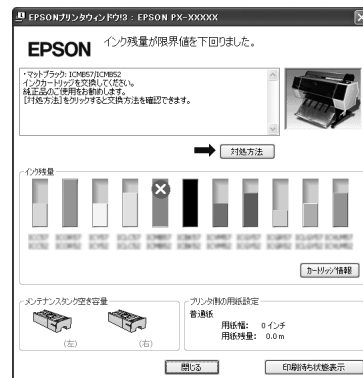 EPSONプリンタウィンドウ!3 : EPSON PX-XXXXX
EPSON
インク残量が限界値を下回りました。
・マットブラック: ICMB57/ICMB52
インクカートリッジを交換してください。
純正品のご使用をお勧めします。
[対処方法]をクリックすると交換方法を確認できます。
対処方法
インク残量
カートリッジ情報
メンテナンスタンク空き容量
(左)
(右)
プリンタ側の用紙設定
普通紙
用紙幅: 0 インチ
用紙残量: 0.0 m
閉じる
印刷待ち状態表示